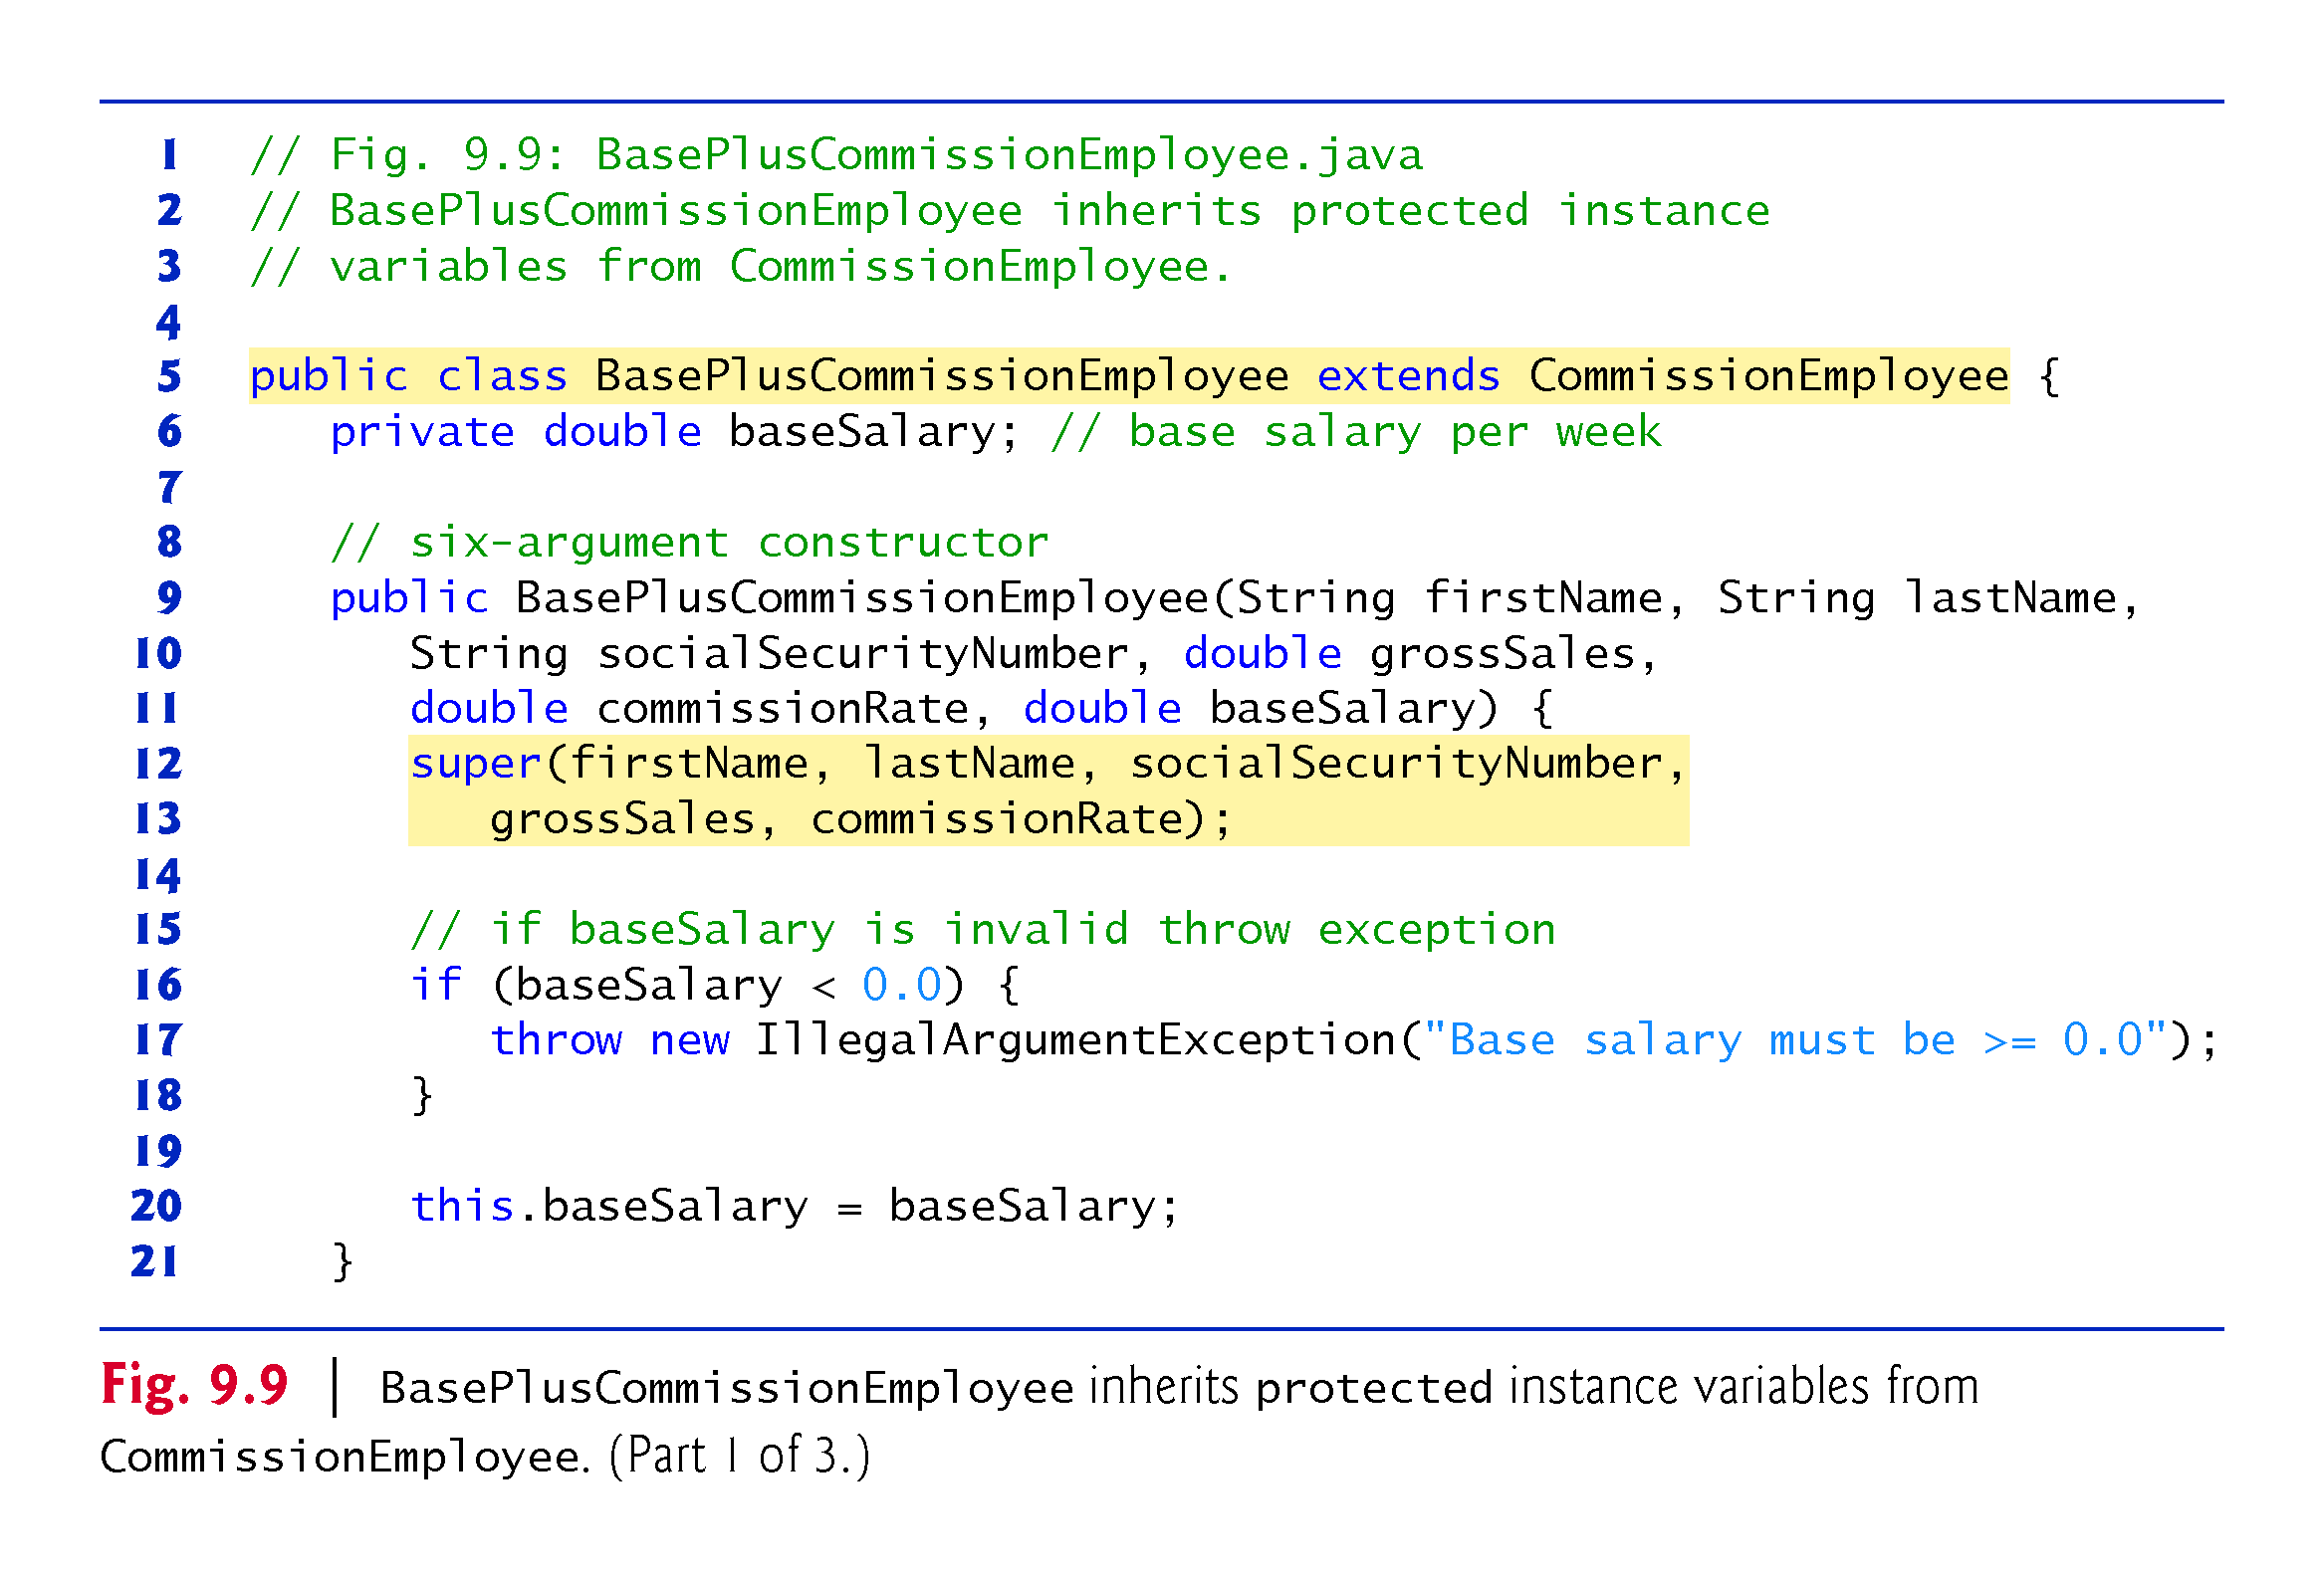 1 // Fig. 9.9: BasePlusCommissionEmployee.java
2 // BasePlusCommissionEmployee inherits protected instance
3 // variables from CommissionEmployee.
4
5 public class BasePlusCommissionEmployee extends CommissionEmployee {
6    private double baseSalary; // base salary per week
7
8    // six-argument constructor
9    public BasePlusCommissionEmployee(String firstName, String lastName,
10       String socialSecurityNumber, double grossSales,
11       double commissionRate, double baseSalary) {
12       super(firstName, lastName, socialSecurityNumber,
13          grossSales, commissionRate);
14
15       // if baseSalary is invalid throw exception
16       if (baseSalary < 0.0) {
17          throw new IllegalArgumentException("Base salary must be >= 0.0");
18       }
19
20       this.baseSalary = baseSalary;
21    }
Fig. 9.9 | BasePlusCommissionEmployee inherits protected instance variables from
CommissionEmployee. (Part 1 of 3.)